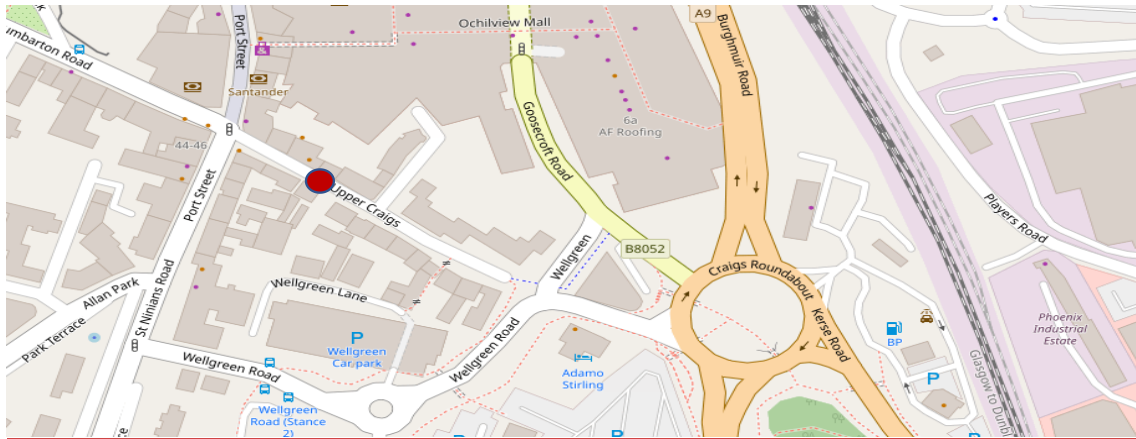 Ochilview Mall
A9
Burghmuir Road
umbarton Road
Port Street
Santander
6a
AF Roofing
Goosecroft Road
44-46
Port Street
Upper Craigs
Players Road
Wellgreen
B8052
Craigs Roundabout
Allan Park
Wellgreen Lane
St Ninians Road
Park Terrace
Kerse Road
BP
Phoenix
Industrial
Estate
P
Wellgreen
Car park
Wellgreen Road
Wellgreen Road
Adamo
Stirling
P
Glasgow to Dunbl
Wellgreen
Road (Stance
2)
P
P
P